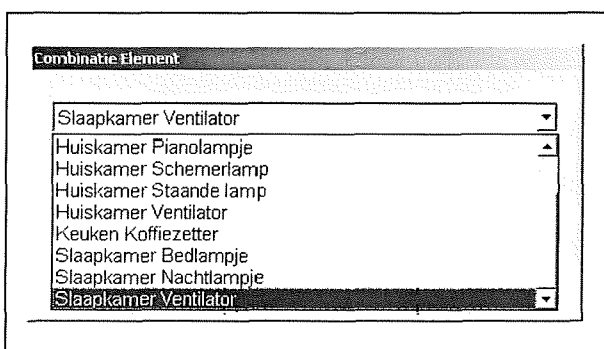 Combinatie Element
Slaapkamer Ventilator
Huiskamer Pianolampje
Huiskamer Schemerlamp
Huiskamer Staande lamp
Huiskamer Ventilator
Keuken Koffiezetter
Slaapkamer Bedlampje
Slaapkamer Nachtlampje
Slaapkamer Ventilator